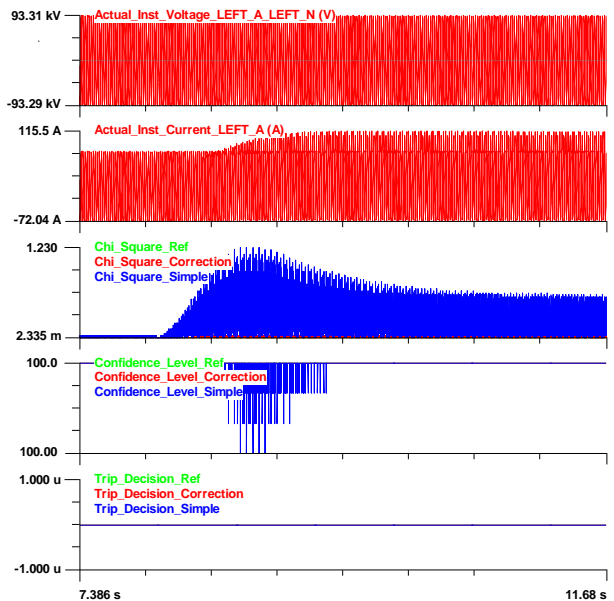 93.31 kV
Actual_Inst_Voltage_LEFT_A_LEFT_N (V)
-93.29 kV
115.5 A
Actual_Inst_Current_LEFT_A (A)
-72.04 A
1.230
Chi_Square_Ref
Chi_Square_Correction
Chi_Square_Simple
2.335 m
100.0
Confidence_Level_Ref
Confidence_Level_Correction
Confidence_Level_Simple
100.00
1.000 u
Trip_Decision_Ref
Trip_Decision_Correction
Trip_Decision_Simple
-1.000 u
7.386 s
11.68 s